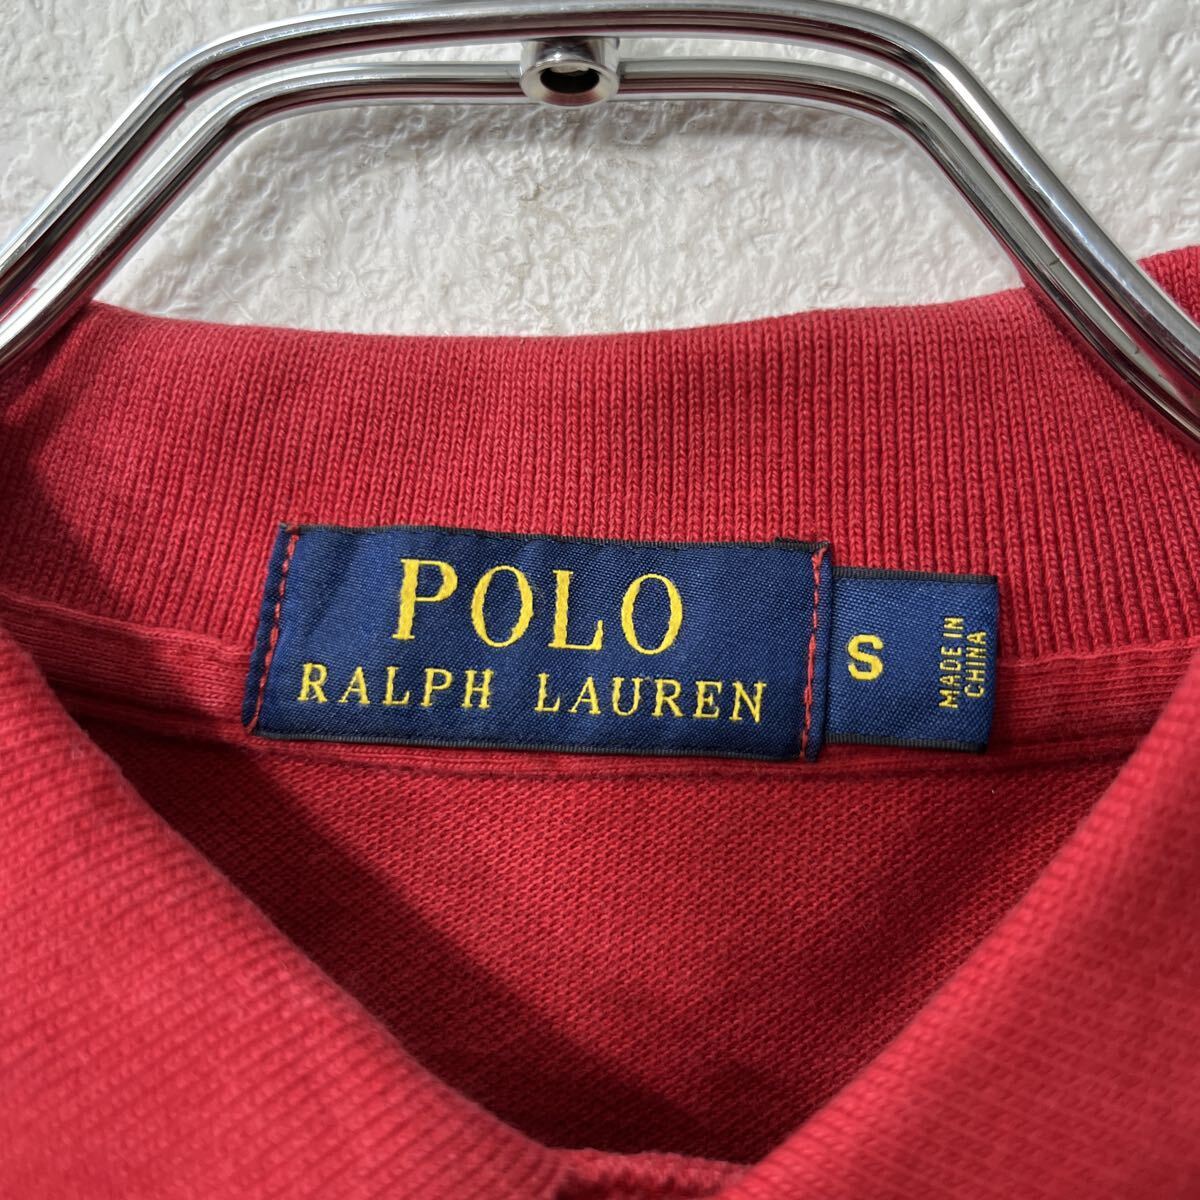 POLO
RALPH LAUREN
S
MADE IN
CHINA